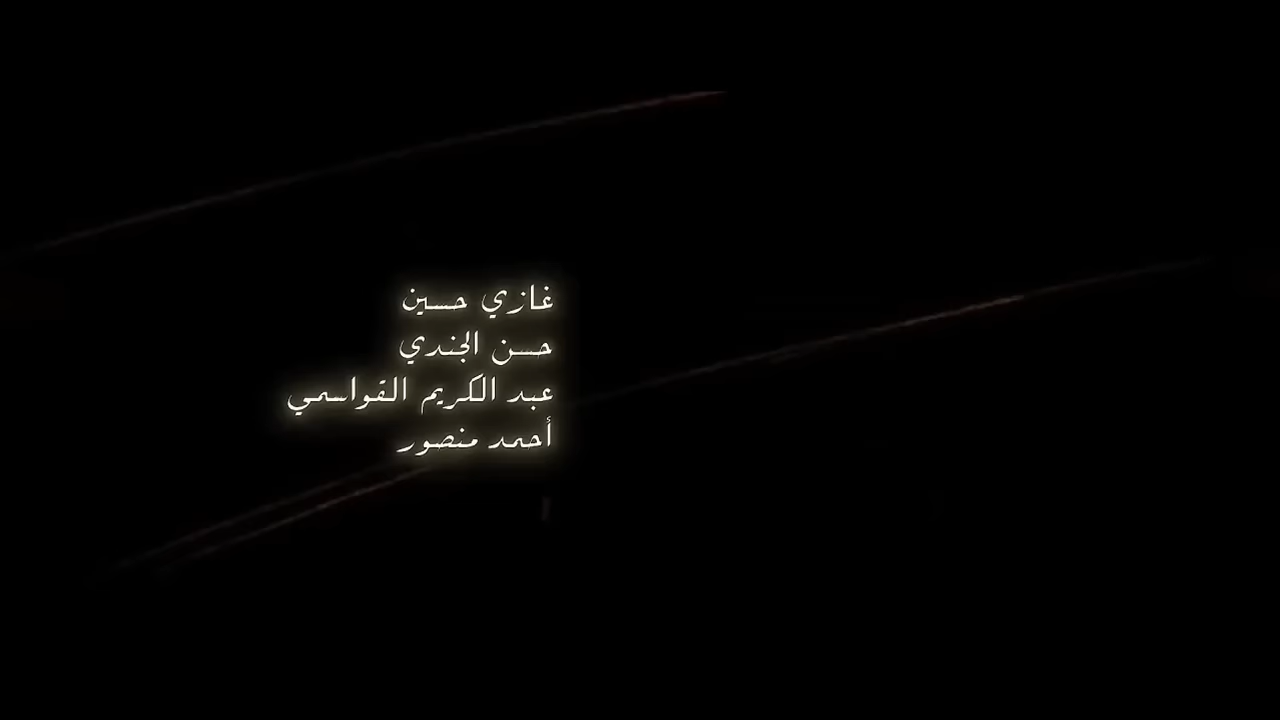 غازي حسين
حسن الجندي
عبد الكريم القواسمي
أحمد منصور